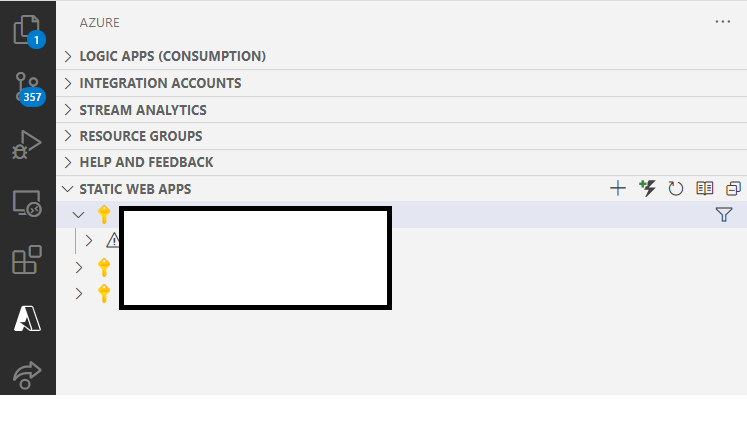 AZURE
1
LOGIC APPS (CONSUMPTION)
INTEGRATION ACCOUNTS
357
STREAM ANALYTICS
RESOURCE GROUPS
HELP AND FEEDBACK
STATIC WEB APPS